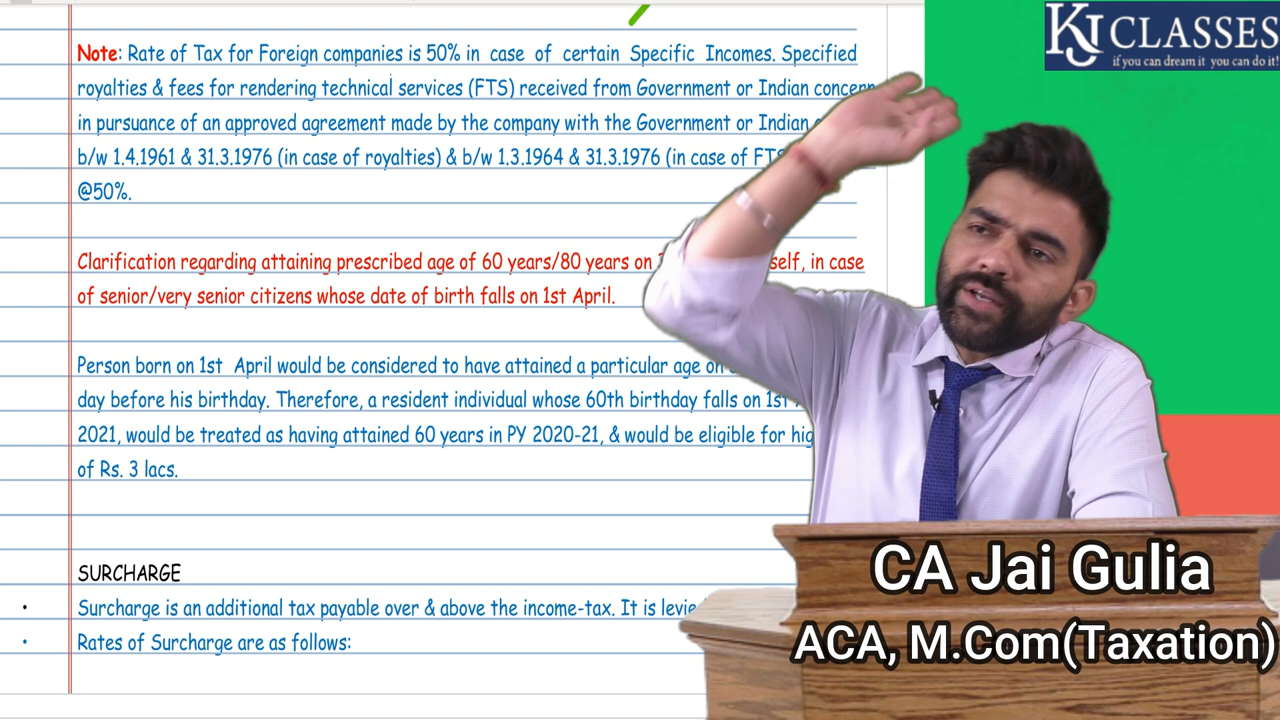 Note: Rate of Tax for Foreign companies is 50% in case of certain Specific Incomes. Specified
royalties & fees for rendering technical services (FTS) received from Government or Indian concern
in pursuance of an approved agreement made by the company with the Government or Indian
b/w 1.4.1961 & 31.3.1976 (in case of royalties) & b/w 1.3.1964 & 31.3.1976 (in case of FTS
@50%.
Clarification regarding attaining prescribed age of 60 years/80 years on self, in case
of senior/very senior citizens whose date of birth falls on 1st April.
Person born on 1st April would be considered to have attained a particular age on
day before his birthday. Therefore, a resident individual whose 60th birthday falls on 1st
2021, would be treated as having attained 60 years in PY 2020-21, & would be eligible for
of Rs. 3 lacs.
SURCHARGE
• Surcharge is an additional tax payable over & above the income-tax. It is
• Rates of Surcharge are as follows:
KJ CLASSES
if you can dream it you can do it!
CA Jai Gulia
ACA, M.Com(Taxation)